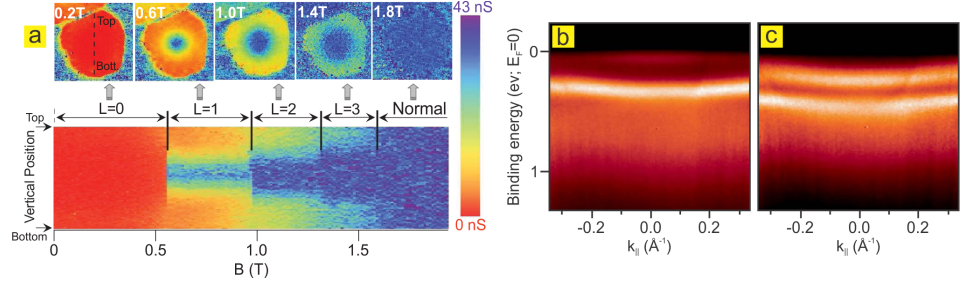 a
0.2T
0.6T
1.0T
1.4T
1.8T
43 nS
Top
Bott.
L=0
L=1
L=2
L=3
Normal
Top
Vertical Position
Bottom
0 nS
0
0.5
1.0
1.5
B (T)
b
c
Binding energy (ev; EF=0)
0
1
-0.2
0.0
0.2
-0.2
0.0
0.2
k|| (Å-1)
k|| (Å-1)